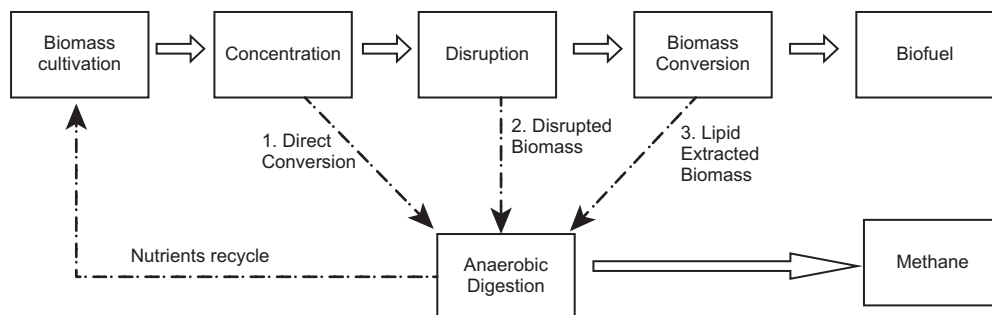 Biomass
cultivation
Concentration
Disruption
Biomass
Conversion
Biofuel
1. Direct
Conversion
2. Disrupted
Biomass
3. Lipid
Extracted
Biomass
Nutrients recycle
Anaerobic
Digestion
Methane